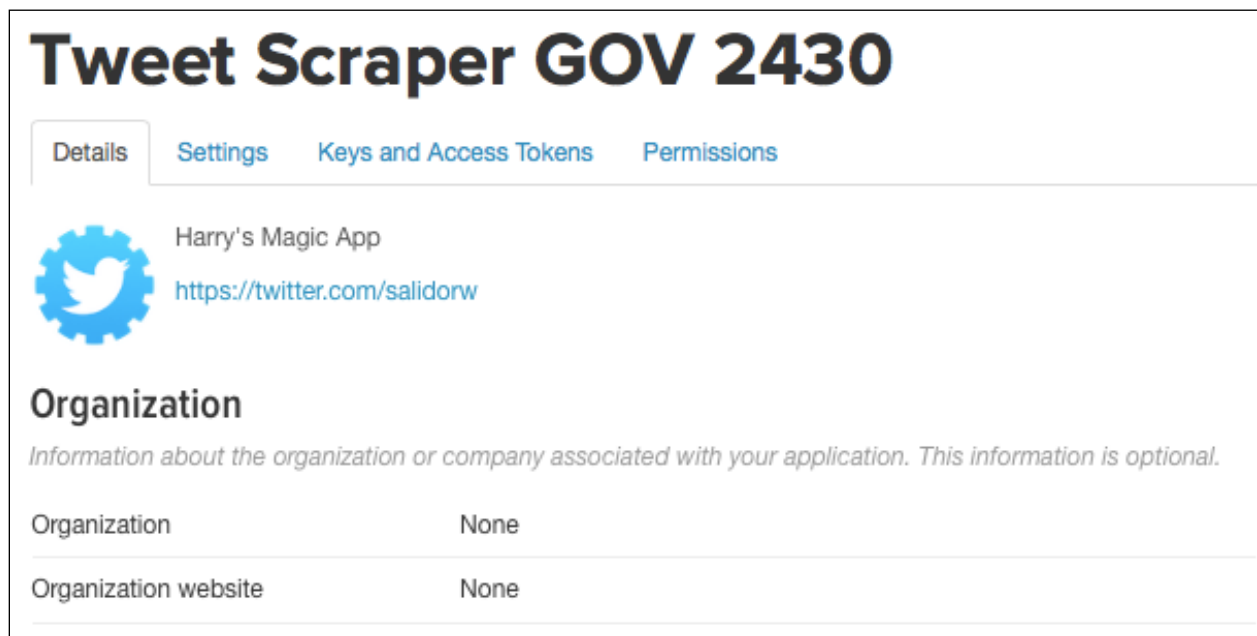 Tweet Scraper GOV 2430
Details Settings Keys and Access Tokens Permissions
Harry's Magic App
https://twitter.com/salidorw
Organization
Information about the organization or company associated with your application. This information is optional.
Organization None
Organization website None